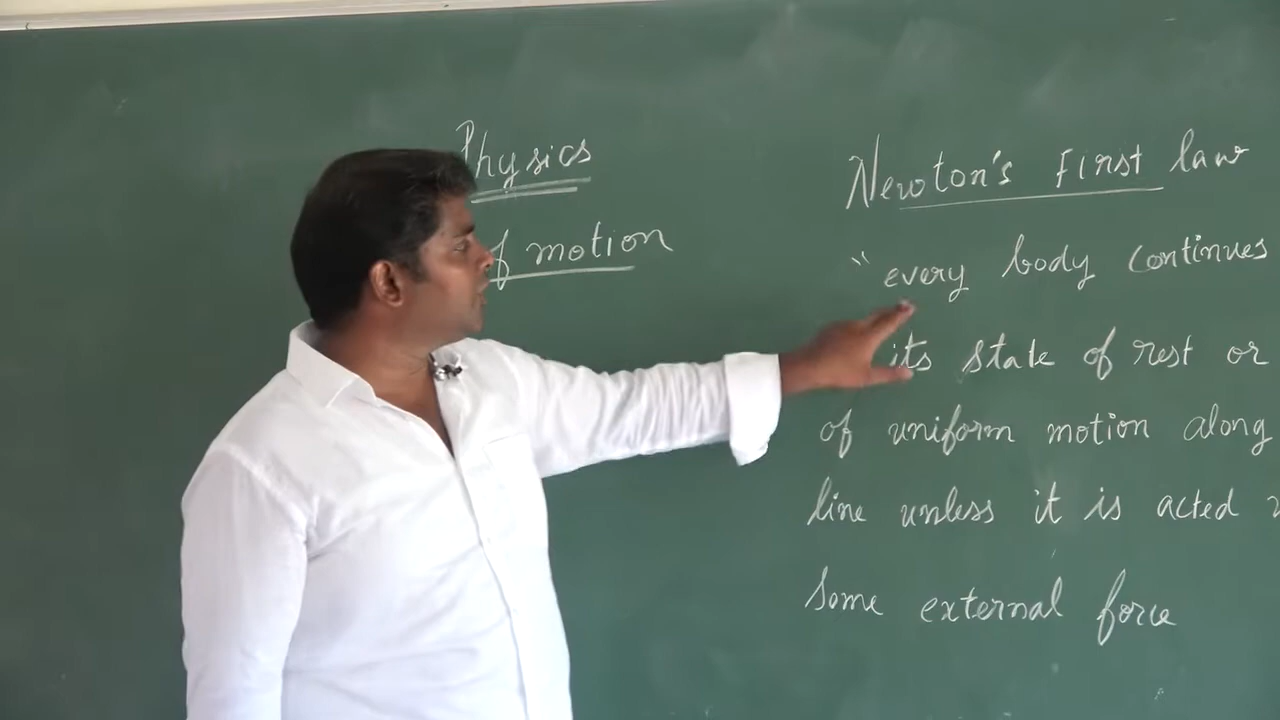 Physics
of motion
Newton's First law
" every body continues
its state of rest or
of uniform motion along
line unless it is acted
some external force